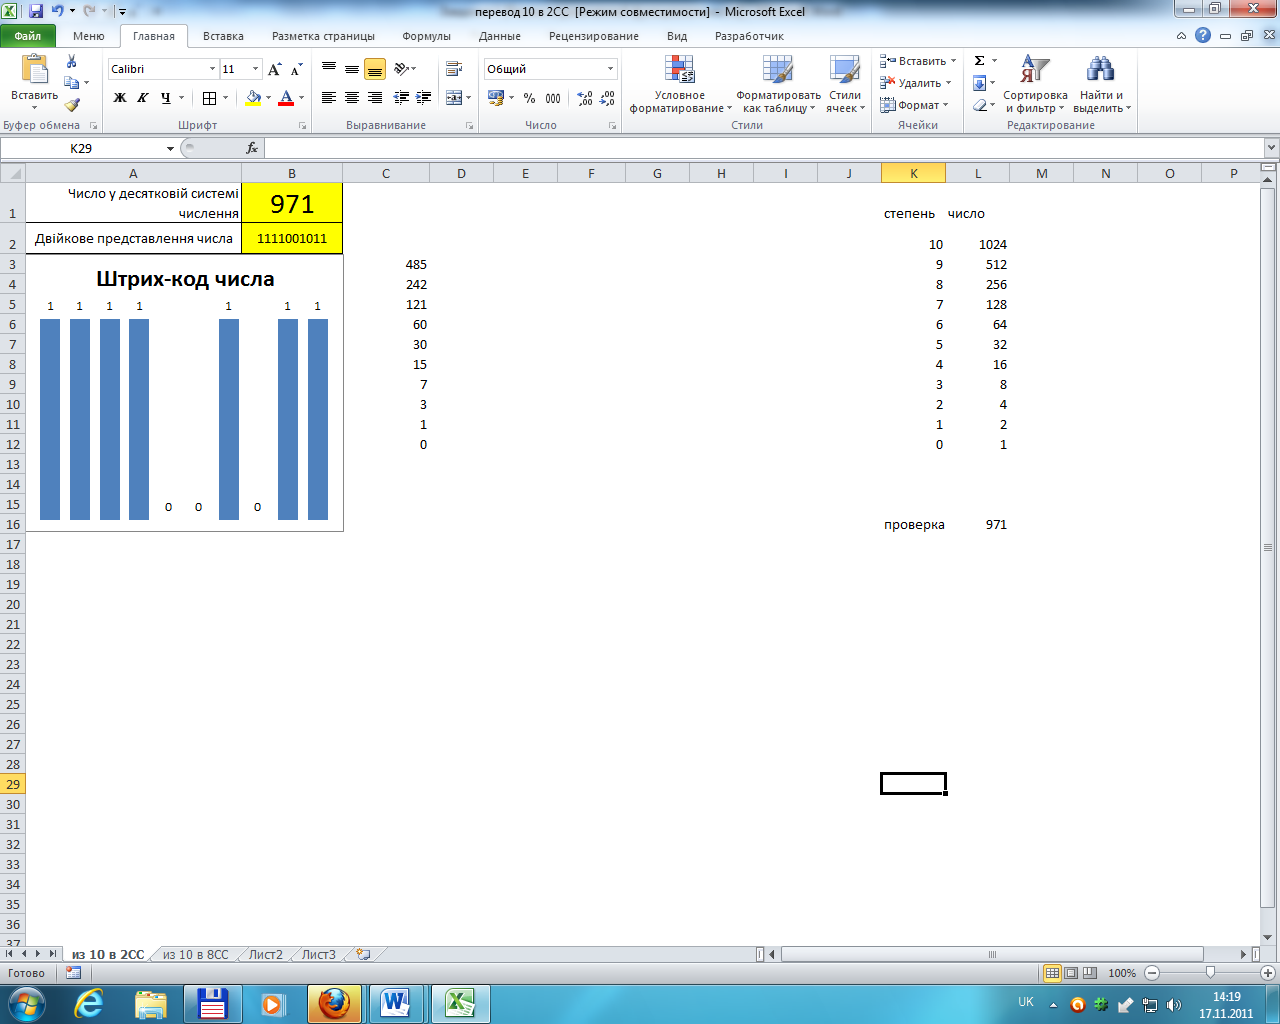 перевод 10 в 2СС [Режим совместимости] - Microsoft Excel
Файл Меню Главная Вставка Разметка страницы Формулы Данные Рецензирование Вид Разработчик
Вставить
Calibri 11
Ж К Ч
Общий
% 000
Условное форматирование
Форматировать как таблицу
Стили ячеек
Вставить
Удалить
Формат
Сортировка и фильтр
Найти и выделить
Буфер обмена Шрифт Выравнивание Число Стили Ячейки Редактирование
K29 fx
A B C D E F G H I J K L M N O P
1 Число у десятковій системі числення 971 степень число
2 Двійкове представлення числа 1111001011 10 1024
Штрих-код числа
1 1 1 1 0 0 1 0 1 1
3 485 9 512
4 242 8 256
5 121 7 128
6 60 6 64
7 30 5 32
8 15 4 16
9 7 3 8
10 3 2 4
11 1 1 2
12 0 0 1
13
14
15
16 проверка 971
17
18
19
20
21
22
23
24
25
26
27
28
29
30
31
32
33
34
35
36
37
из 10 в 2СС из 10 в 8СС Лист2 Лист3
Готово 100%
UK 14:19
17.11.2011